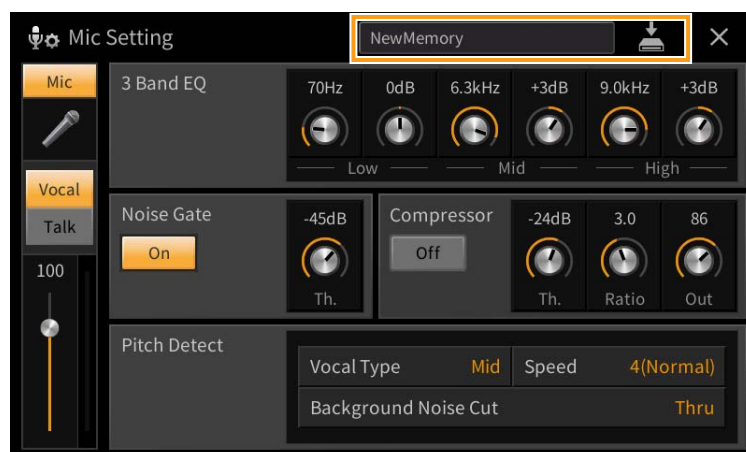 Mic Setting
NewMemory
Mic
3 Band EQ
70Hz 0dB 6.3kHz +3dB 9.0kHz +3dB
Low Mid High
Vocal
Talk
Noise Gate
On
-45dB
Th.
Compressor
Off
-24dB 3.0 86
Th. Ratio Out
100
Pitch Detect
Vocal Type Mid Speed 4(Normal)
Background Noise Cut Thru